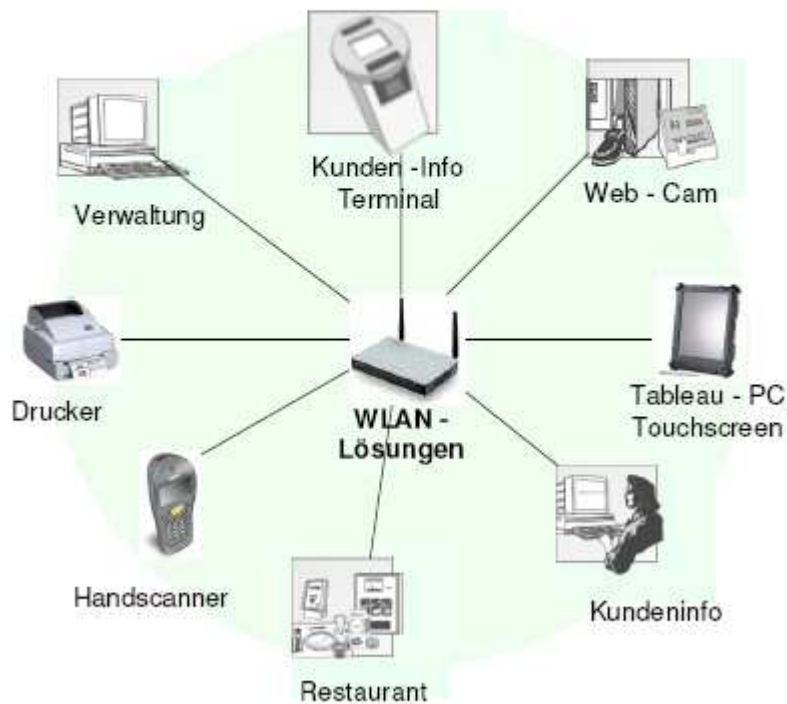 Kunden -Info
Terminal
Verwaltung
Web - Cam
Drucker
WLAN -
Lösungen
Tableau - PC
Touchscreen
Handscanner
Kundeninfo
Restaurant